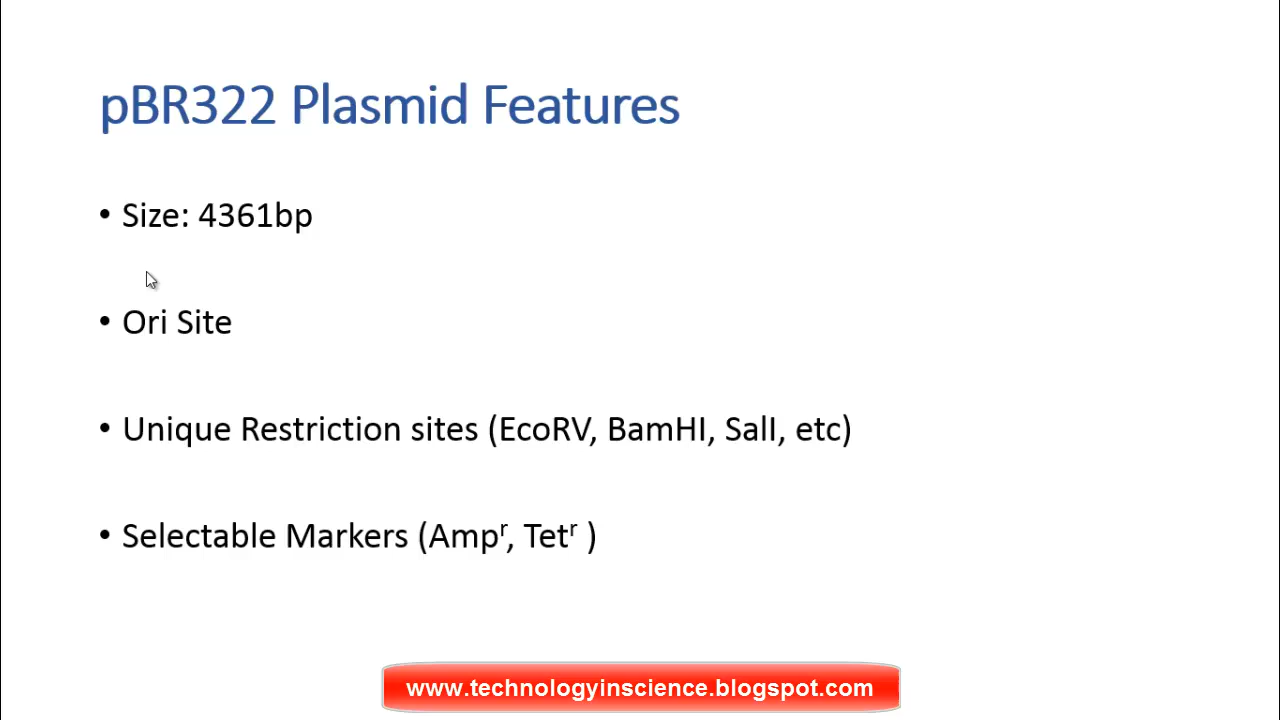 pBR322 Plasmid Features
• Size: 4361bp
• Ori Site
• Unique Restriction sites (EcoRV, BamHI, SalI, etc)
• Selectable Markers (Ampʳ, Tetʳ )
www.technologyinscience.blogspot.com